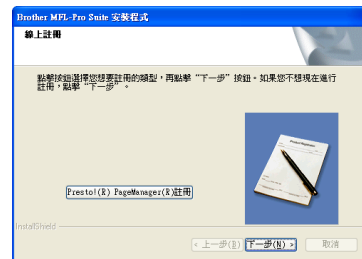 Brother MFL-Pro Suite 安裝程式
線上註冊
點擊按鈕選擇您想要註冊的類型，再點擊“下一步”按鈕。如果您不想現在進行
註冊，點擊“下一步”。
Presto!(R) PageManager(R)註冊
InstallShield
< 上一步(B)
下一步(N) >
取消